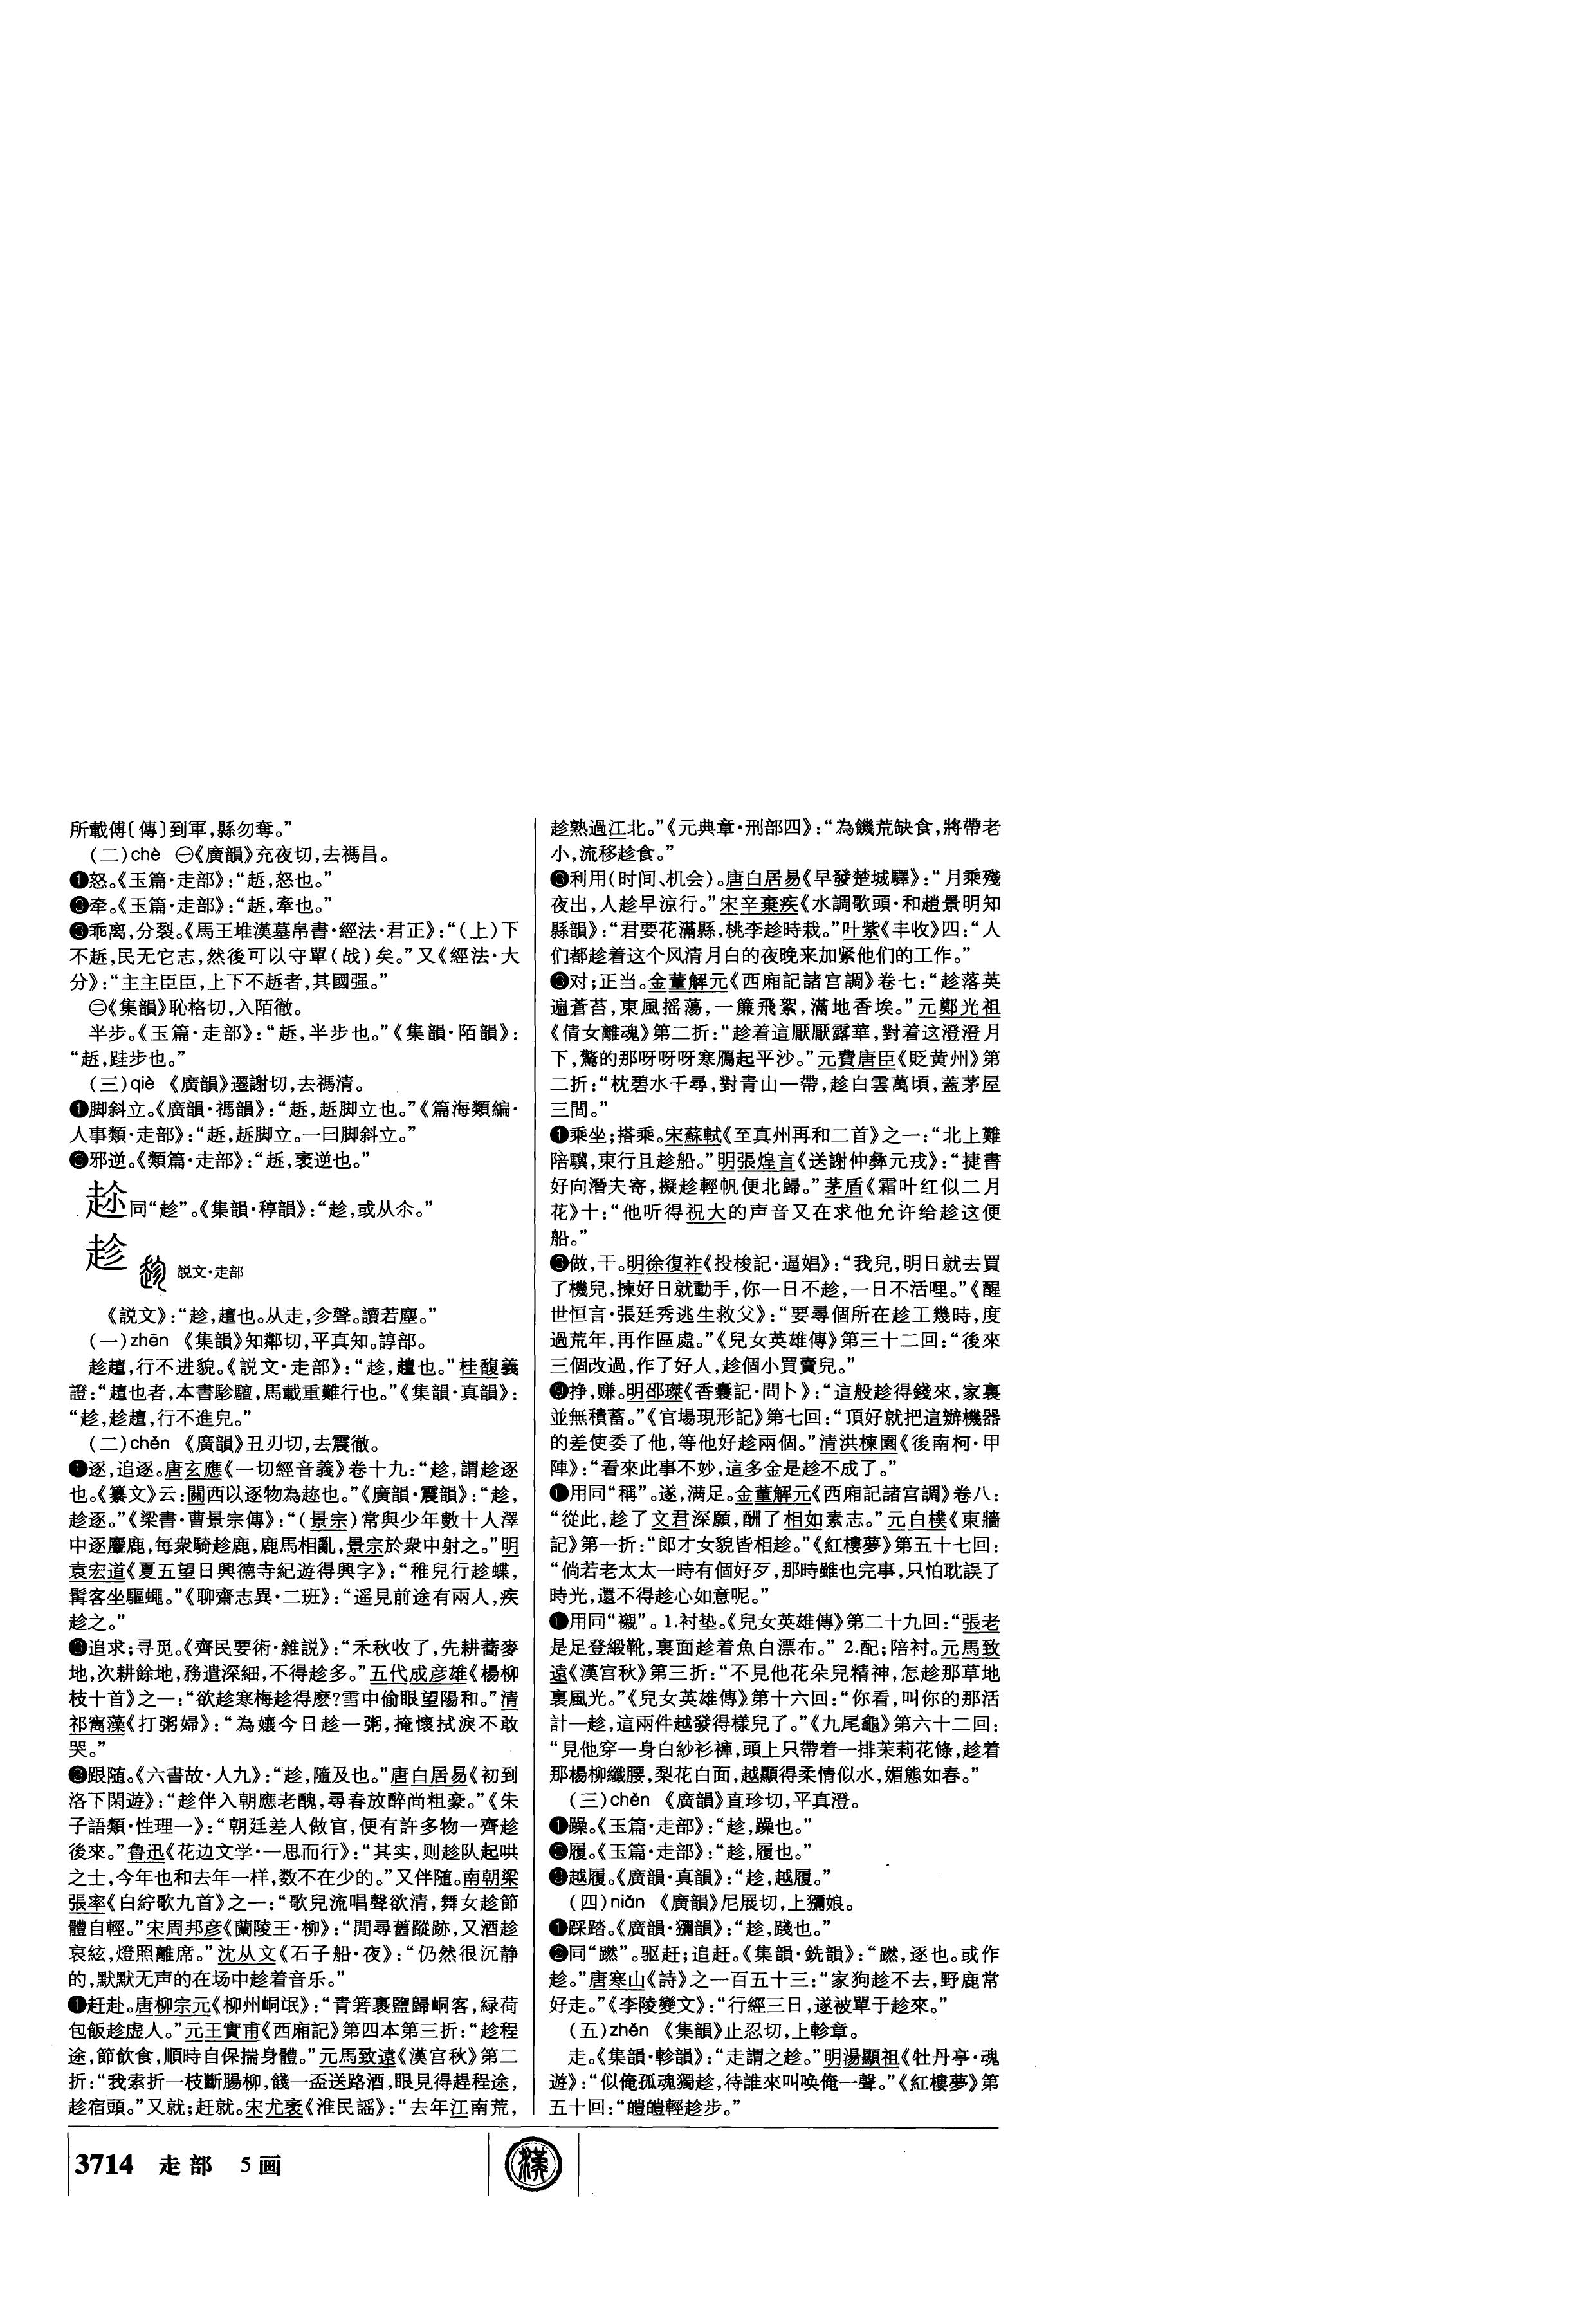 所載傅〔傳〕到軍,縣勿奪。”
(二)chè ㊀《廣韻》充夜切,去禡昌。
❶怒。《玉篇·走部》:“趀,怒也。”
❷牵。《玉篇·走部》:“趀,牽也。”
❸乖离,分裂。《馬王堆漢墓帛書·經法·君正》:“(上)下
不趀,民无它志,然後可以守單(战)矣。”又《經法·大
分》:“主主臣臣,上下不趀者,其國强。”
㊁《集韻》恥格切,入陌徹。
半步。《玉篇·走部》:“趀,半步也。”《集韻·陌韻》:
“趀,跬步也。”
(三)qiè 《廣韻》遷謝切,去禡清。
❶脚斜立。《廣韻·禡韻》:“趀,趀脚立也。”《篇海類編·
人事類·走部》:“趀,趀脚立。一曰脚斜立。”
❷邪逆。《類篇·走部》:“趀,衺逆也。”
趂同“趁”。《集韻·稕韻》:“趁,或从尒。”
趁 説文·走部
《説文》:“趁,䞡也。从走,㐱聲。讀若塵。”
(一)zhēn 《集韻》知鄰切,平真知。諄部。
趁䞡,行不进貌。《説文·走部》:“趁,䞡也。”桂馥義
證:“䞡也者,本書駗驙,馬載重難行也。”《集韻·真韻》:
“趁,趁䞡,行不進皃。”
(二)chěn 《廣韻》丑刃切,去震徹。
❶逐,追逐。唐玄應《一切經音義》卷十九:“趁,謂趁逐
也。《纂文》云:關西以逐物為趂也。”《廣韻·震韻》:“趁,
趁逐。”《梁書·曹景宗傳》:“(景宗)常與少年數十人澤
中逐麞鹿,每衆騎趁鹿,鹿馬相亂,景宗於衆中射之。”明
袁宏道《夏五望日興德寺紀遊得興字》:“稚兒行趁蝶,
髯客坐驅蠅。”《聊齋志異·二班》:“遥見前途有兩人,疾
趁之。”
❷追求;寻觅。《齊民要術·雜説》:“禾秋收了,先耕蕎麥
地,次耕餘地,務遣深細,不得趁多。”五代成彦雄《楊柳
枝十首》之一:“欲趁寒梅趁得麽?雪中偷眼望陽和。”清
祁寯藻《打粥婦》:“為孃今日趁一粥,掩懷拭淚不敢
哭。”
❸跟随。《六書故·人九》:“趁,隨及也。”唐白居易《初到
洛下閑遊》:“趁伴入朝應老醜,尋春放醉尚粗豪。”《朱
子語類·性理一》:“朝廷差人做官,便有許多物一齊趁
後來。”鲁迅《花边文学·一思而行》:“其实,则趁队起哄
之士,今年也和去年一样,数不在少的。”又伴随。南朝梁
張率《白紵歌九首》之一:“歌兒流唱聲欲清,舞女趁節
體自輕。”宋周邦彦《蘭陵王·柳》:“閒尋舊蹤跡,又酒趁
哀絃,燈照離席。”沈从文《石子船·夜》:“仍然很沉静
的,默默无声的在场中趁着音乐。”
❶赶赴。唐柳宗元《柳州峒氓》:“青箬裹鹽歸峒客,緑荷
包飯趁虚人。”元王實甫《西廂記》第四本第三折:“趁程
途,節飲食,順時自保揣身體。”元馬致遠《漢宫秋》第二
折:“我索折一枝斷腸柳,餞一盃送路酒,眼見得趕程途,
趁宿頭。”又就;赶就。宋尤袤《淮民謡》:“去年江南荒,
趁熟過江北。”《元典章·刑部四》:“為饑荒缺食,將帶老
小,流移趁食。”
❸利用(时间、机会)。唐白居易《早發楚城驛》:“月乘殘
夜出,人趁早涼行。”宋辛棄疾《水調歌頭·和趙景明知
縣韻》:“君要花滿縣,桃李趁時栽。”叶紫《丰收》四:“人
们都趁着这个风清月白的夜晚来加紧他们的工作。”
❸对;正当。金董解元《西廂記諸宫調》卷七:“趁落英
遍蒼苔,東風摇蕩,一簾飛絮,滿地香埃。”元鄭光祖
《倩女離魂》第二折:“趁着這厭厭露華,對着这澄澄月
下,驚的那呀呀呀寒鴈起平沙。”元費唐臣《貶黄州》第
二折:“枕碧水千尋,對青山一帶,趁白雲萬頃,蓋茅屋
三間。”
❶乘坐;搭乘。宋蘇軾《至真州再和二首》之一:“北上難
陪驥,東行且趁船。”明張煌言《送謝仲彝元戎》:“捷書
好向潛夫寄,擬趁輕帆便北歸。”茅盾《霜叶红似二月
花》十:“他听得祝大的声音又在求他允许给趁这便
船。”
❸做,干。明徐復祚《投梭記·逼娼》:“我兒,明日就去買
了機兒,揀好日就動手,你一日不趁,一日不活哩。”《醒
世恒言·張廷秀逃生救父》:“要尋個所在趁工幾時,度
過荒年,再作區處。”《兒女英雄傳》第三十二回:“後來
三個改過,作了好人,趁個小買賣兒。”
❾挣,赚。明邵璨《香囊記·問卜》:“這般趁得錢來,家裏
並無積蓄。”《官場現形記》第七回:“頂好就把這辦機器
的差使委了他,等他好趁兩個。”清洪楝園《後南柯·甲
陣》:“看來此事不妙,這多金是趁不成了。”
❶用同“稱”。遂,满足。金董解元《西廂記諸宫調》卷八:
“從此,趁了文君深願,酬了相如素志。”元白樸《東牆
記》第一折:“郎才女貌皆相趁。”《紅樓夢》第五十七回:
“倘若老太太一時有個好歹,那時雖也完事,只怕耽誤了
時光,還不得趁心如意呢。”
❶用同“襯”。1.衬垫。《兒女英雄傳》第二十九回:“張老
是足登緞靴,裏面趁着魚白漂布。” 2.配;陪衬。元馬致
遠《漢宫秋》第三折:“不見他花朵兒精神,怎趁那草地
裏風光。”《兒女英雄傳》第十六回:“你看,叫你的那活
計一趁,這兩件越發得樣兒了。”《九尾龜》第六十二回:
“見他穿一身白紗衫褲,頭上只帶着一排茉莉花條,趁着
那楊柳纖腰,梨花白面,越顯得柔情似水,媚態如春。”
(三)chěn 《廣韻》直珍切,平真澄。
❶躁。《玉篇·走部》:“趁,躁也。”
❷履。《玉篇·走部》:“趁,履也。”
❸越履。《廣韻·真韻》:“趁,越履。”
(四)niǎn 《廣韻》尼展切,上獮娘。
❶踩踏。《廣韻·獮韻》:“趁,踐也。”
❷同“蹨”。驱赶;追赶。《集韻·銑韻》:“蹨,逐也。或作
趁。”唐寒山《詩》之一百五十三:“家狗趁不去,野鹿常
好走。”《李陵變文》:“行經三日,遂被單于趁來。”
(五)zhěn 《集韻》止忍切,上軫章。
走。《集韻·軫韻》:“走謂之趁。”明湯顯祖《牡丹亭·魂
遊》:“似俺孤魂獨趁,待誰來叫唤俺一聲。”《紅樓夢》第
五十回:“皚皚輕趁步。”
3714 走部 5画
漢